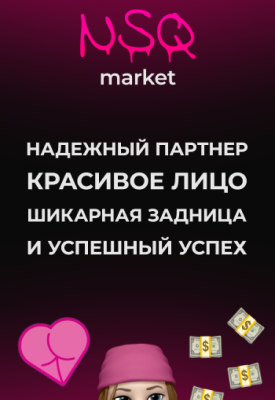 NSQ
market
НАДЕЖНЫЙ ПАРТНЕР
КРАСИВОЕ ЛИЦО
ШИКАРНАЯ ЗАДНИЦА
И УСПЕШНЫЙ УСПЕХ